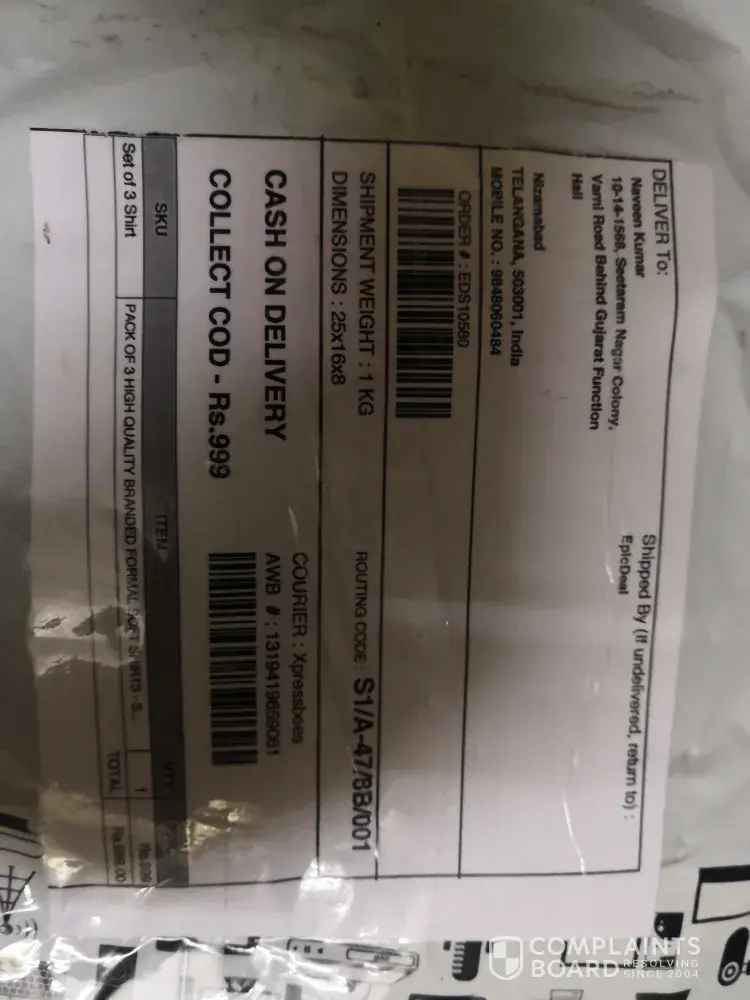 DELIVER To:
Naveen Kumar
10-14-1568, Seetaram Nagar Colony,
Varni Road Behind Gujarat Function
Hall
Nizamabad
TELANGANA, 503001, India
MOBILE NO. : 9848060484
Shipped By (If undelivered, return to) :
EpicDeal
ORDER # : EDS10580
SHIPMENT WEIGHT : 1 KG
DIMENSIONS : 25x16x8
ROUTING CODE : S1/A-47/8B/001
CASH ON DELIVERY
COLLECT COD - Rs.999
COURIER : Xpressbees
AWB # : 1319419659061
SKU ITEM QTY
Set of 3 Shirt PACK OF 3 HIGH QUALITY BRANDED FORMAL SOFT SHIRTS - S... 1
TOTAL
COMPLAINTS
BOARD RESOLVING
SINCE 2004